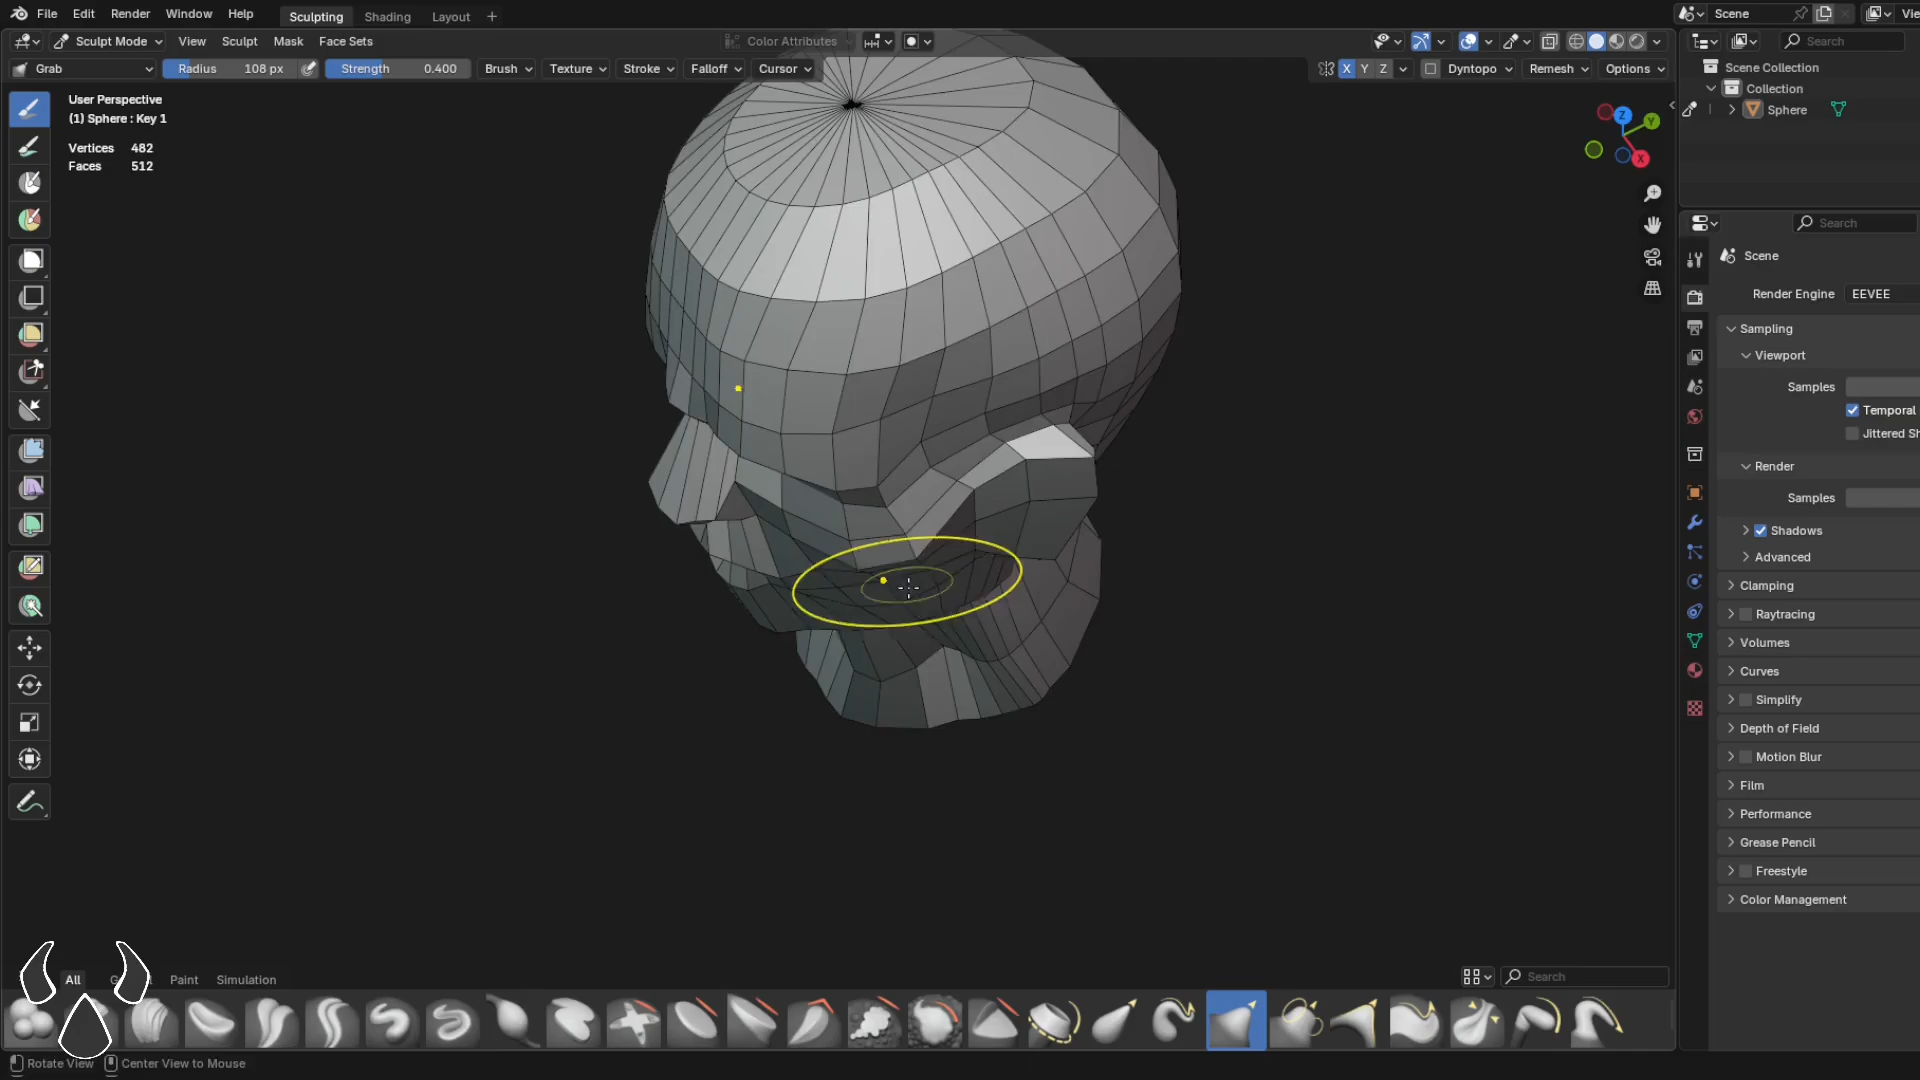 File Edit Render Window Help Sculpting Shading Layout + Scene
Sculpt Mode View Sculpt Mask Face Sets Color Attributes Search
Grab Radius 108 px Strength 0.400 Brush Texture Stroke Falloff Cursor X Y Z Dyntopo Remesh Options
User Perspective
(1) Sphere : Key 1
Vertices 482
Faces 512
Z
Y
X
Scene Collection
Collection
Sphere
Search
Scene
Render Engine EEVEE
Sampling
Viewport
Samples
Temporal
Jittered Sh
Render
Samples
Shadows
Advanced
Clamping
Raytracing
Volumes
Curves
Simplify
Depth of Field
Motion Blur
Film
Performance
Grease Pencil
Freestyle
Color Management
All Paint Simulation Search
Rotate View Center View to Mouse